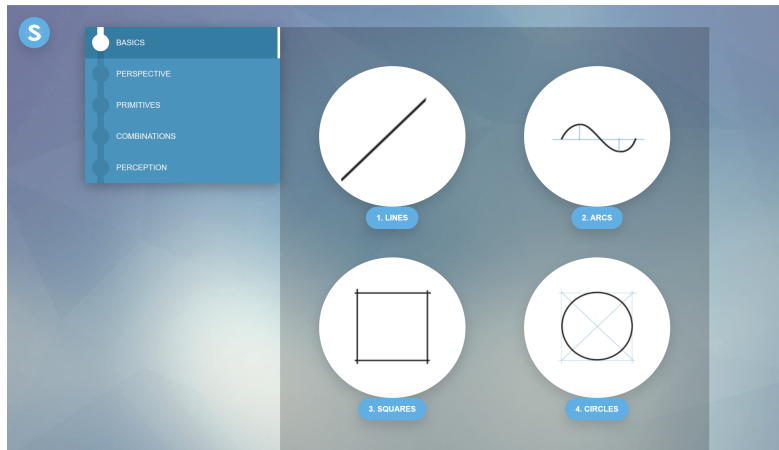 S
BASICS
PERSPECTIVE
PRIMITIVES
COMBINATIONS
PERCEPTION
1. LINES
2. ARCS
3. SQUARES
4. CIRCLES